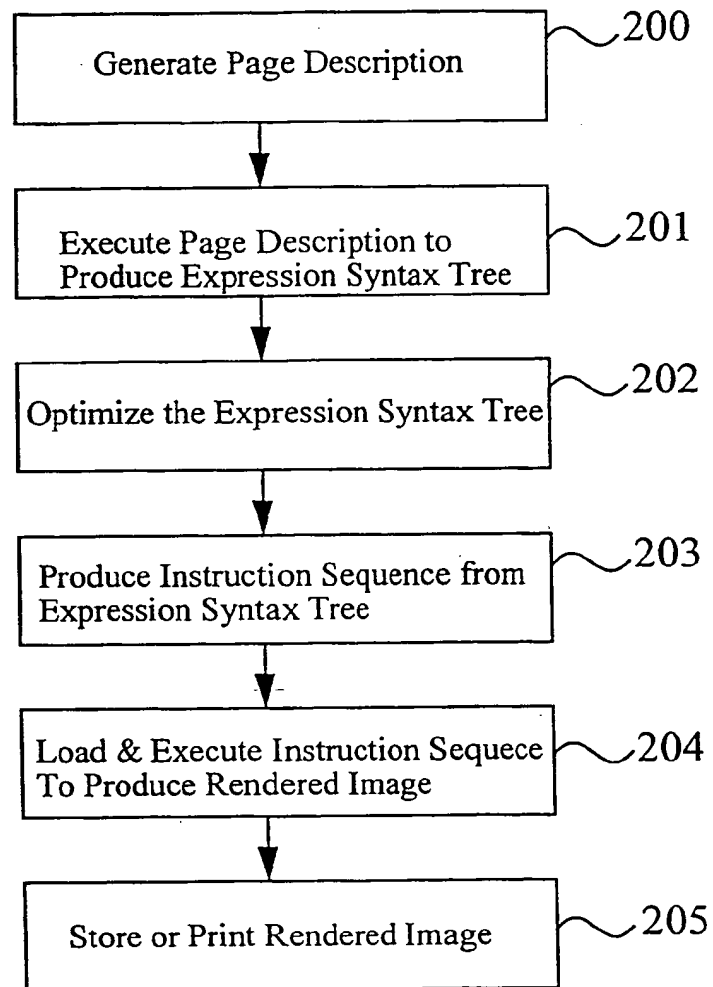 Generate Page Description
200
Execute Page Description to
Produce Expression Syntax Tree
201
Optimize the Expression Syntax Tree
202
Produce Instruction Sequence from
Expression Syntax Tree
203
Load & Execute Instruction Sequece
To Produce Rendered Image
204
Store or Print Rendered Image
205